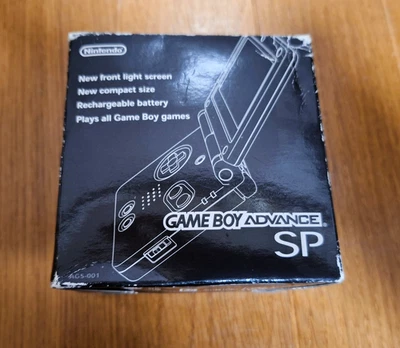 Nintendo
New front light screen
New compact size
Rechargeable battery
Plays all Game Boy games
GAME BOY ADVANCE
SP
AGS-001